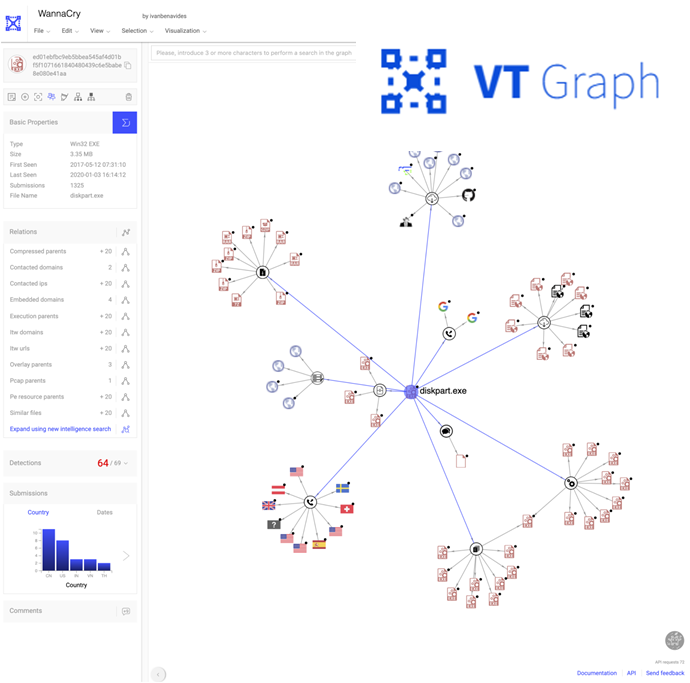 WannaCry
by ivanbenavides
File
Edit
View
Selection
Visualization
Please, introduce 3 or more characters to perform a search in the graph
VT Graph
ed01ebfbc9eb5bbea545af4d01b
f5f1071661840480439c6e5babe
8e080e41aa
Basic Properties
Type Win32 EXE
Size 3.35 MB
First Seen 2017-05-12 07:31:10
Last Seen 2020-01-03 16:14:12
Submissions 1325
File Name diskpart.exe
Relations
Compressed parents + 20
Contacted domains 2
Contacted ips + 20
Embedded domains 4
Execution parents + 20
Itw domains + 20
Itw urls + 20
Overlay parents 3
Pcap parents 1
Pe resource parents + 20
Similar files + 20
Expand using new intelligence search
Detections 64 / 69
Submissions
Country Dates
10
8
6
4
2
0
CN US IN VN TH
Country
Comments
diskpart.exe
API requests 72
Documentation API Send feedback